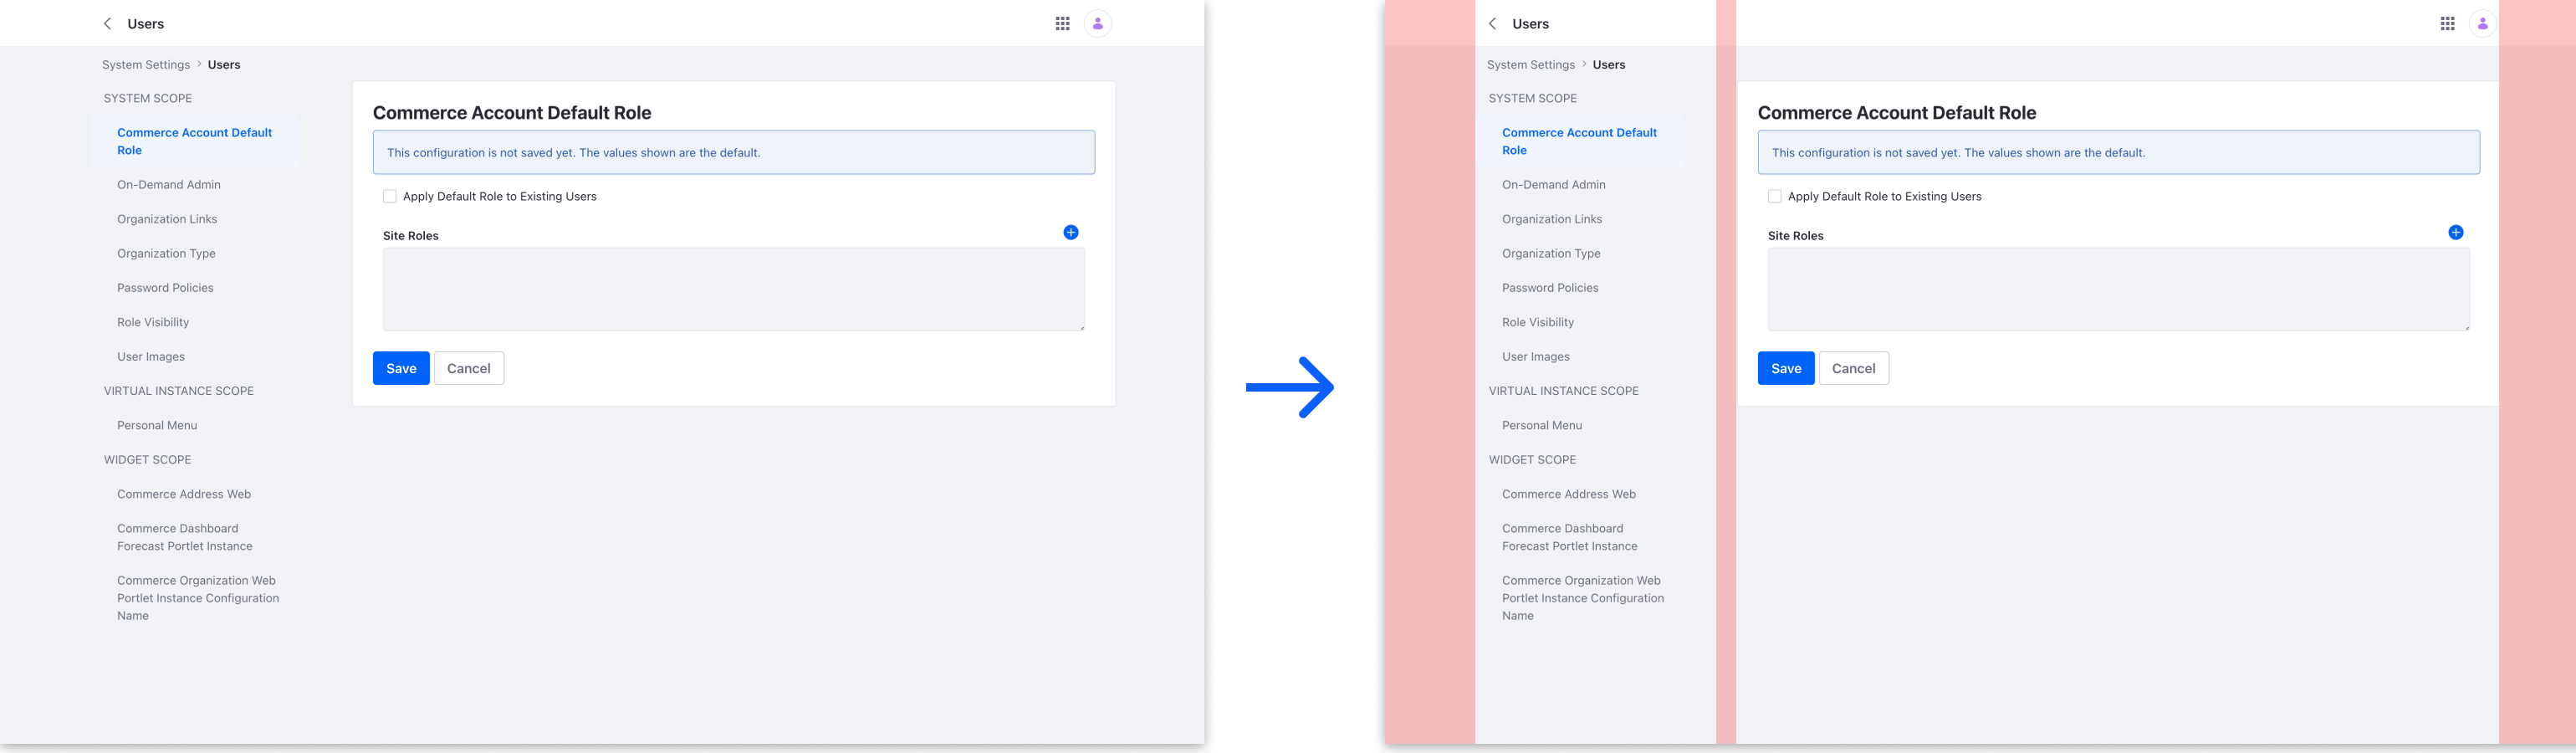 Users
System Settings > Users
SYSTEM SCOPE
Commerce Account Default
Role
On-Demand Admin
Organization Links
Organization Type
Password Policies
Role Visibility
User Images
VIRTUAL INSTANCE SCOPE
Personal Menu
WIDGET SCOPE
Commerce Address Web
Commerce Dashboard
Forecast Portlet Instance
Commerce Organization Web
Portlet Instance Configuration
Name
Commerce Account Default Role
This configuration is not saved yet. The values shown are the default.
Apply Default Role to Existing Users
Site Roles
Save Cancel
Users
System Settings > Users
SYSTEM SCOPE
Commerce Account Default
Role
On-Demand Admin
Organization Links
Organization Type
Password Policies
Role Visibility
User Images
VIRTUAL INSTANCE SCOPE
Personal Menu
WIDGET SCOPE
Commerce Address Web
Commerce Dashboard
Forecast Portlet Instance
Commerce Organization Web
Portlet Instance Configuration
Name
Commerce Account Default Role
This configuration is not saved yet. The values shown are the default.
Apply Default Role to Existing Users
Site Roles
Save Cancel